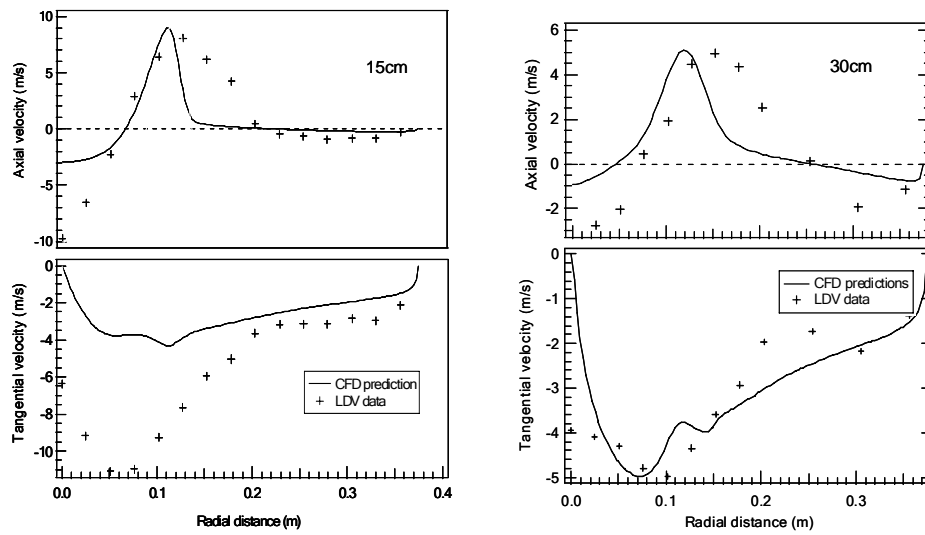 10
5
0
-5
-10
Axial velocity (m/s)
15cm
0
-2
-4
-6
-8
-10
Tangential velocity (m/s)
CFD prediction
LDV data
0.0 0.1 0.2 0.3 0.4
Radial distance (m)
6
4
2
0
-2
Axial velocity (m/s)
30cm
0
-1
-2
-3
-4
-5
Tangential velocity (m/s)
CFD predictions
LDV data
0.0 0.1 0.2 0.3
Radial distance (m)